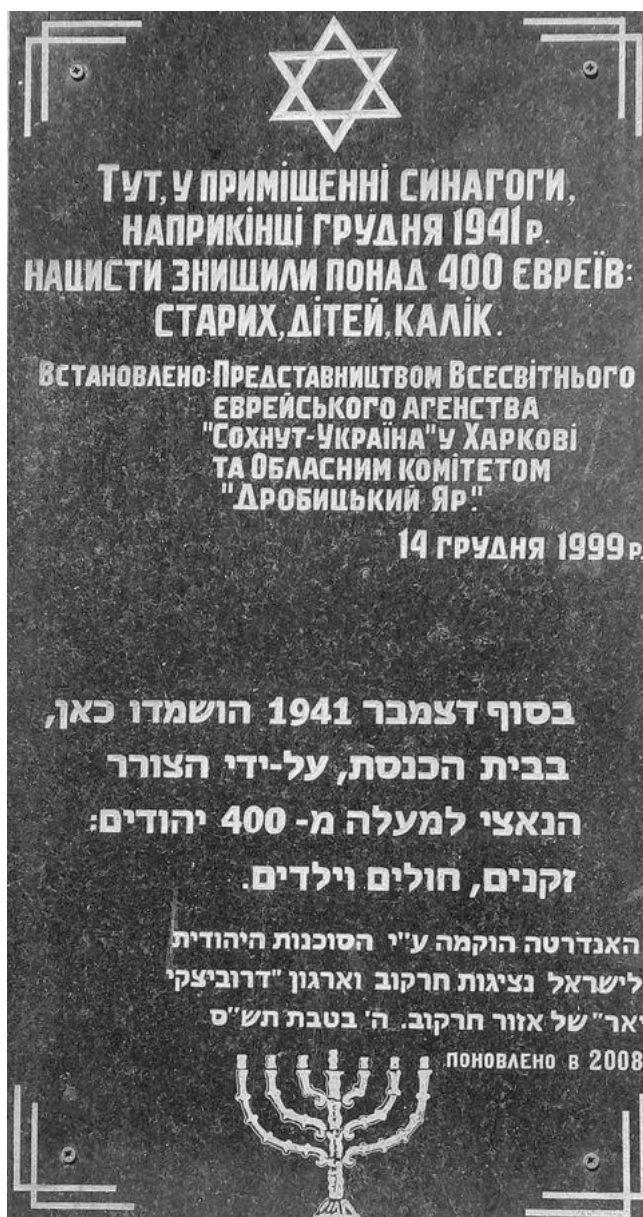 Тут, у приміщенні синагоги,
наприкінці грудня 1941 р.
нацисти знищили понад 400 євреїв:
старих, дітей, калік.
Встановлено: Представництвом Всесвітнього
єврейського агенства
"Сохнут-Україна" у Харкові
та Обласним комітетом
"Дробицький Яр".
14 грудня 1999 р.
בסוף דצמבר 1941 הושמדו כאן,
בבית הכנסת, על-ידי הצורר
הנאצי למעלה מ- 400 יהודים:
זקנים, חולים וילדים.
האנדרטה הוקמה ע"י הסוכנות היהודית
לישראל נציגות חרקוב וארגון "דרוביצקי
יאר" של אזור חרקוב. ה' בטבת תש"ס
поновлено в 2008